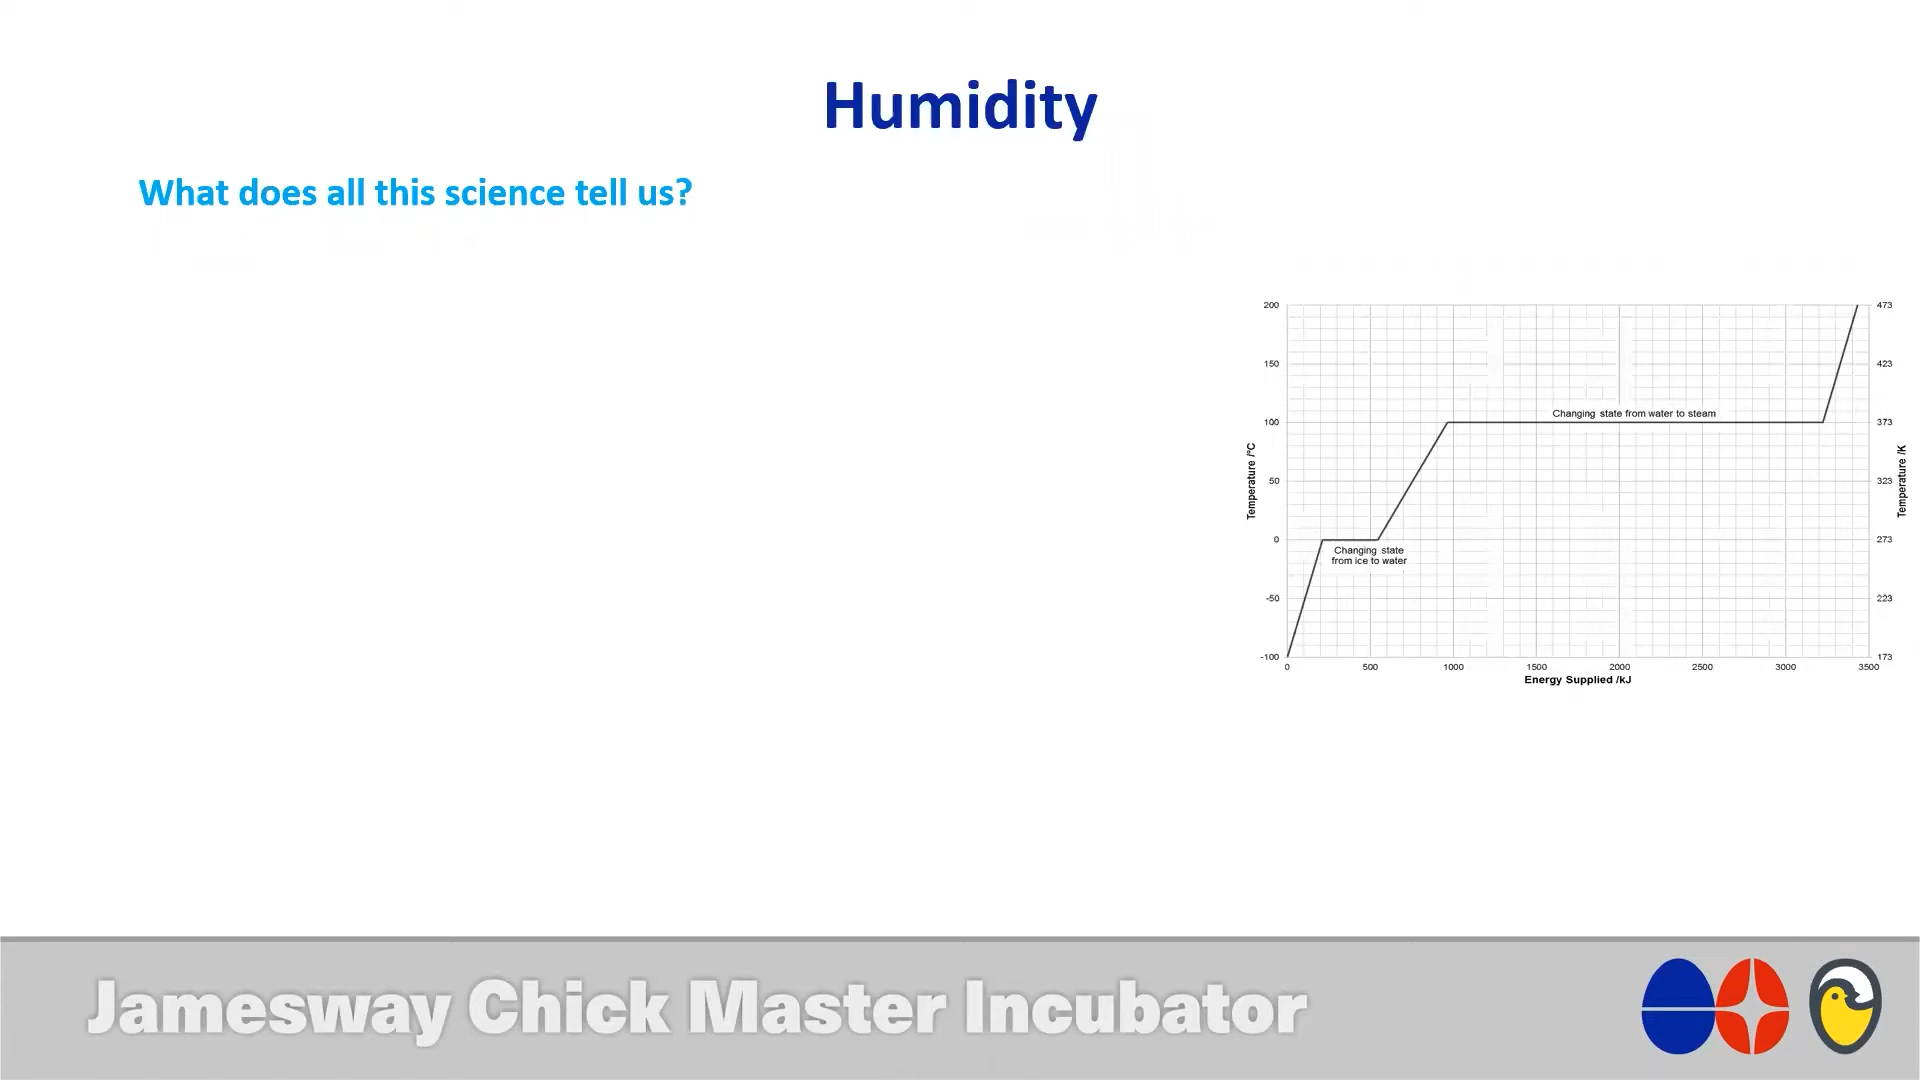 Humidity
What does all this science tell us?
200
150
100
50
0
-50
-100
Temperature /°C
473
423
373
323
273
223
173
Temperature /K
Changing state from water to steam
Changing state
from ice to water
0 500 1000 1500 2000 2500 3000 3500
Energy Supplied /kJ
Jamesway Chick Master Incubator